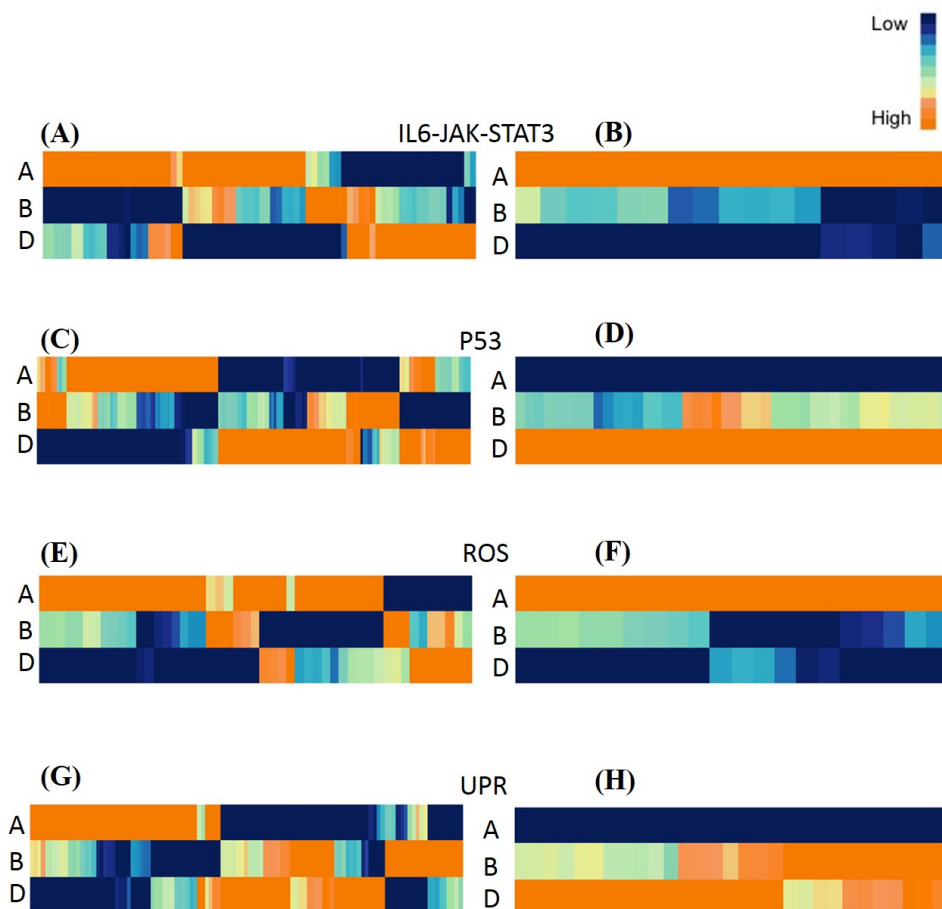 Low
High
(A) IL6-JAK-STAT3 (B)
A A
B B
D D
(C) P53 (D)
A A
B B
D D
(E) ROS (F)
A A
B B
D D
(G) UPR (H)
A A
B B
D D